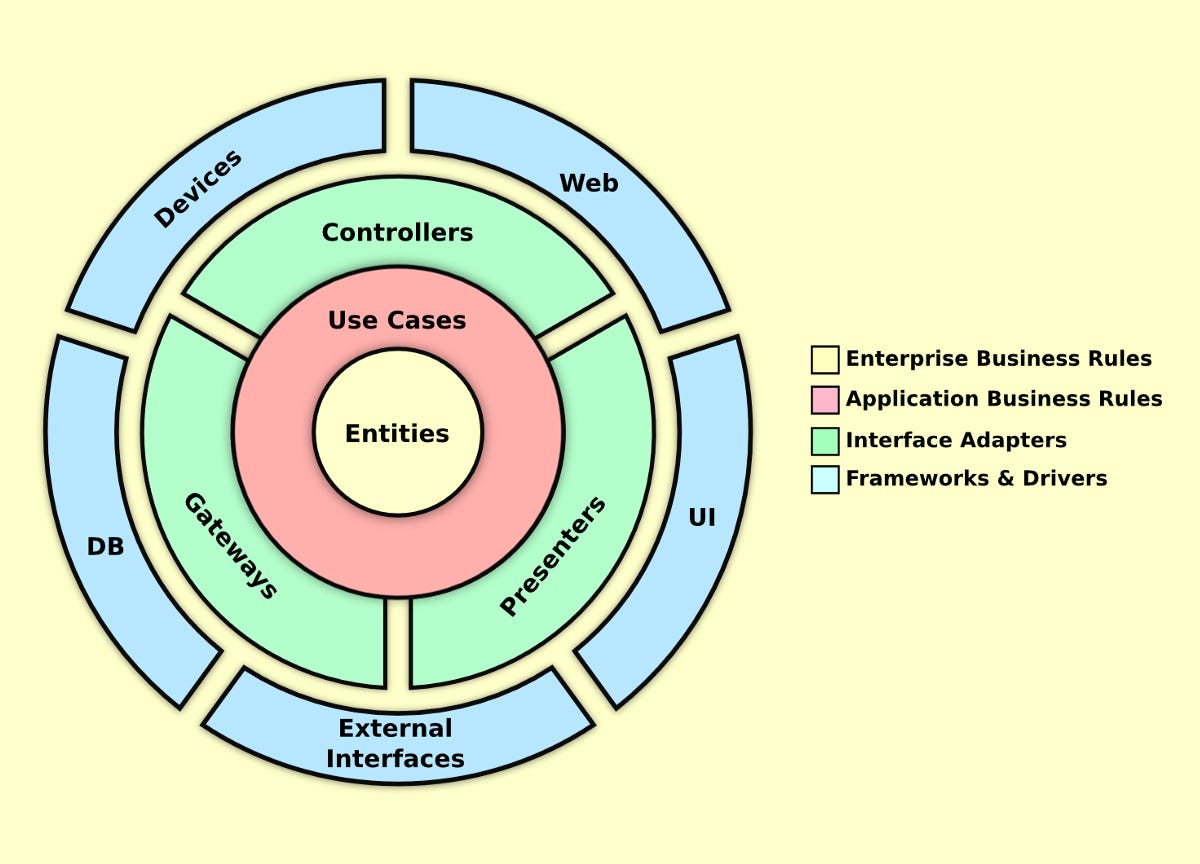 Devices
Web
Controllers
Use Cases
Entities
Gateways
Presenters
DB
UI
External
Interfaces
Enterprise Business Rules
Application Business Rules
Interface Adapters
Frameworks & Drivers